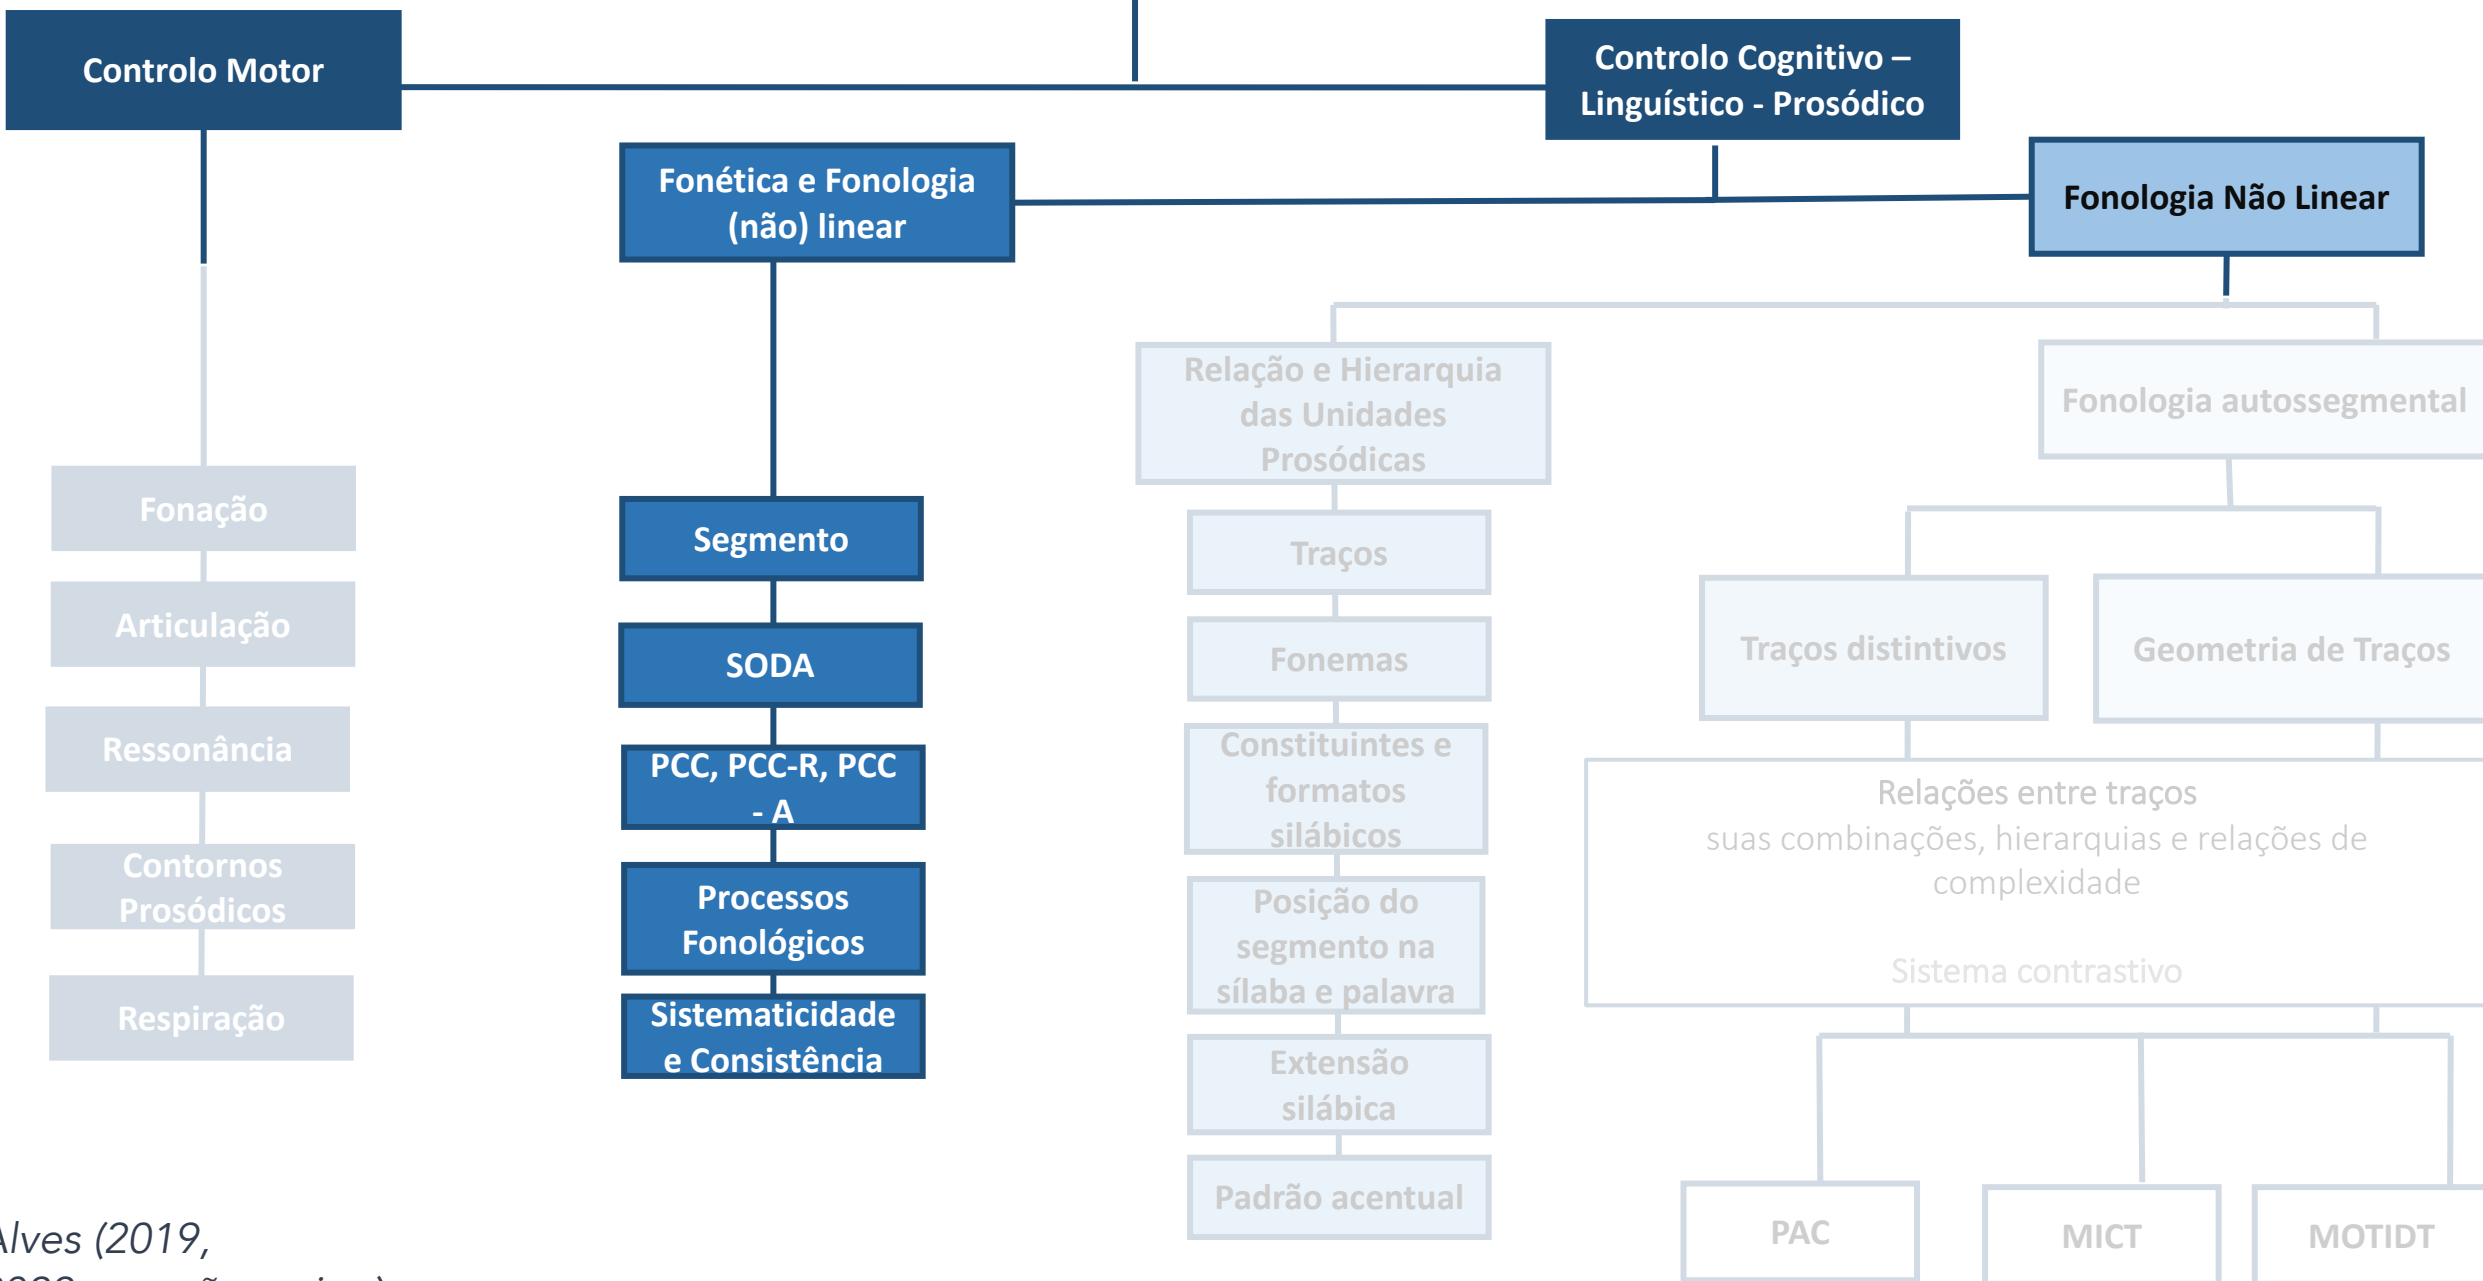 Controlo Motor
Controlo Cognitivo –
Linguístico - Prosódico
Fonética e Fonologia
(não) linear
Fonologia Não Linear
Fonação
Articulação
Ressonância
Contornos
Prosódicos
Respiração
Segmento
SODA
PCC, PCC-R, PCC
- A
Processos
Fonológicos
Sistematicidade
e Consistência
Relação e Hierarquia
das Unidades
Prosódicas
Traços
Fonemas
Constituintes e
formatos
silábicos
Posição do
segmento na
sílaba e palavra
Extensão
silábica
Padrão acentual
Fonologia autossegmental
Traços distintivos
Geometria de Traços
Relações entre traços
suas combinações, hierarquias e relações de
complexidade
Sistema contrastivo
PAC
MICT
MOTIDT
Alves (2019,